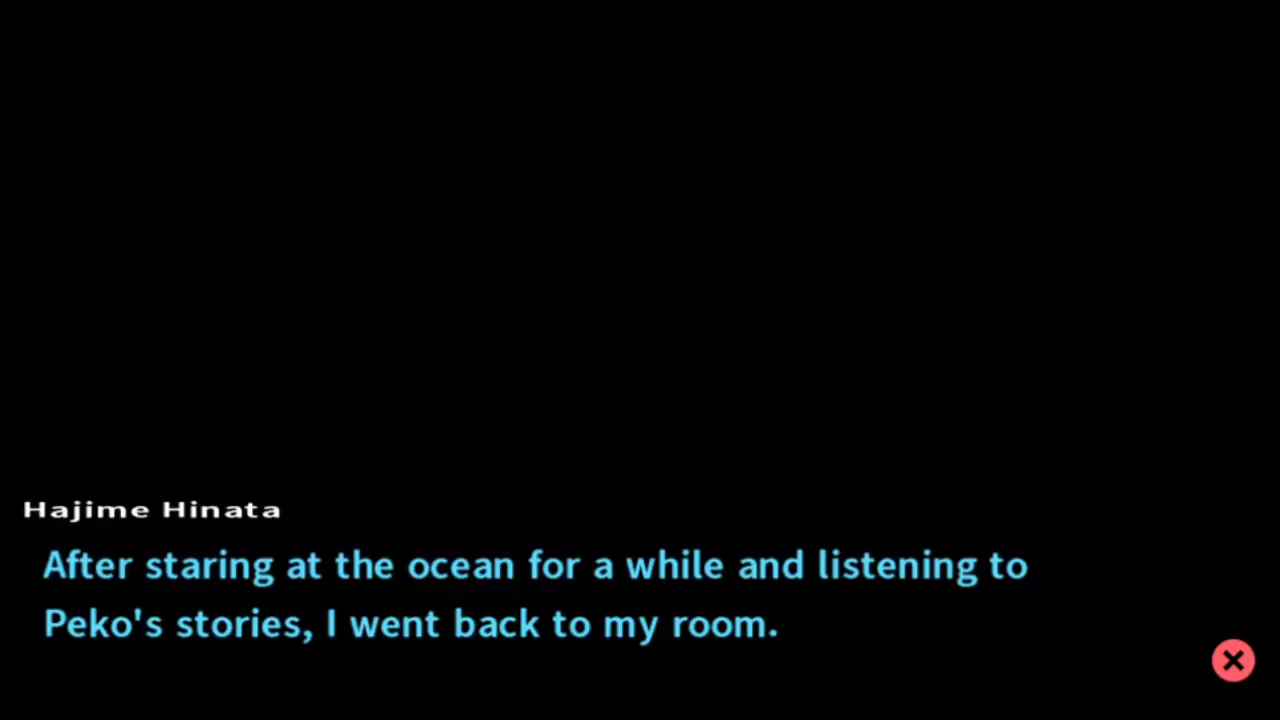 Hajime Hinata
After staring at the ocean for a while and listening to
Peko's stories, I went back to my room.